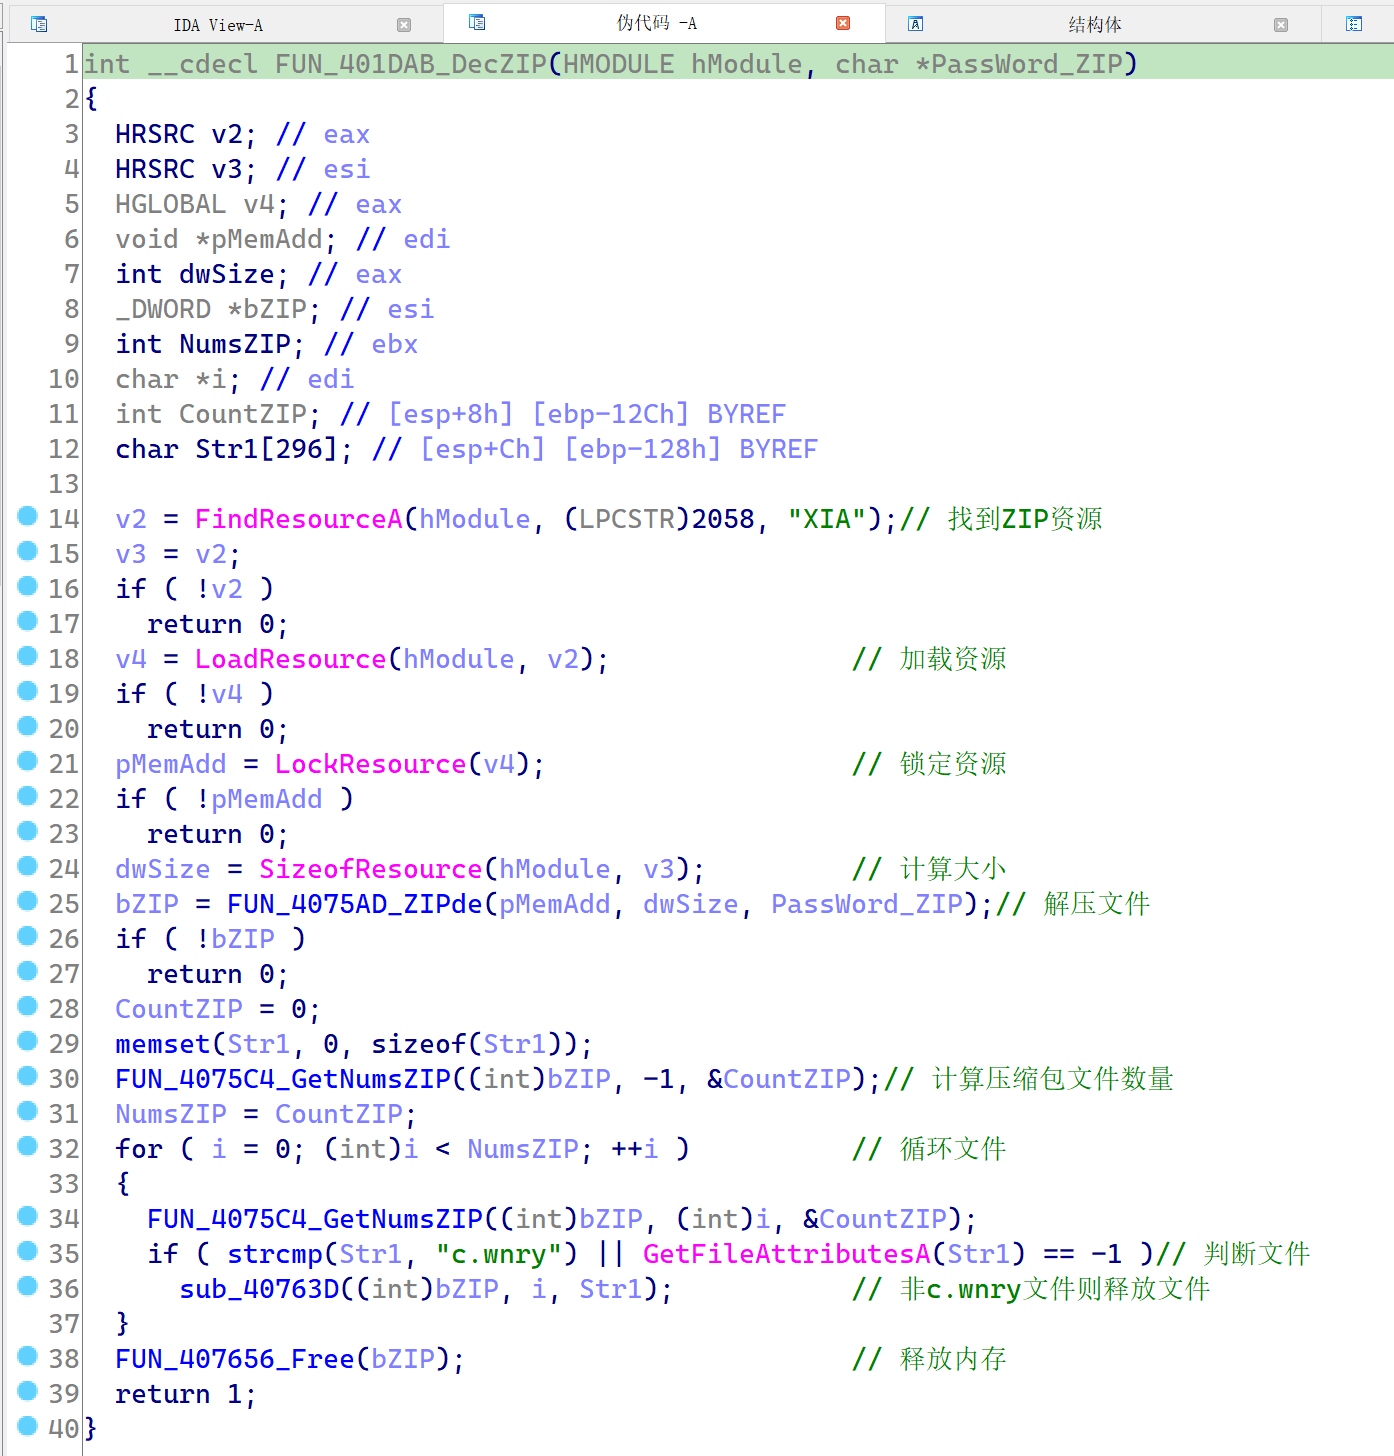 IDA View-A 伪代码 -A 结构体
1 int __cdecl FUN_401DAB_DecZIP(HMODULE hModule, char *PassWord_ZIP)
2 {
3   HRSRC v2; // eax
4   HRSRC v3; // esi
5   HGLOBAL v4; // eax
6   void *pMemAdd; // edi
7   int dwSize; // eax
8   _DWORD *bZIP; // esi
9   int NumsZIP; // ebx
10   char *i; // edi
11   int CountZIP; // [esp+8h] [ebp-12Ch] BYREF
12   char Str1[296]; // [esp+Ch] [ebp-128h] BYREF
13
14   v2 = FindResourceA(hModule, (LPCSTR)2058, "XIA");// 找到ZIP资源
15   v3 = v2;
16   if ( !v2 )
17     return 0;
18   v4 = LoadResource(hModule, v2);               // 加载资源
19   if ( !v4 )
20     return 0;
21   pMemAdd = LockResource(v4);                   // 锁定资源
22   if ( !pMemAdd )
23     return 0;
24   dwSize = SizeofResource(hModule, v3);         // 计算大小
25   bZIP = FUN_4075AD_ZIPde(pMemAdd, dwSize, PassWord_ZIP);// 解压文件
26   if ( !bZIP )
27     return 0;
28   CountZIP = 0;
29   memset(Str1, 0, sizeof(Str1));
30   FUN_4075C4_GetNumsZIP((int)bZIP, -1, &CountZIP);// 计算压缩包文件数量
31   NumsZIP = CountZIP;
32   for ( i = 0; (int)i < NumsZIP; ++i )          // 循环文件
33   {
34     FUN_4075C4_GetNumsZIP((int)bZIP, (int)i, &CountZIP);
35     if ( strcmp(Str1, "c.wnry") || GetFileAttributesA(Str1) == -1 )// 判断文件
36       sub_40763D((int)bZIP, i, Str1);           // 非c.wnry文件则释放文件
37   }
38   FUN_407656_Free(bZIP);                        // 释放内存
39   return 1;
40 }